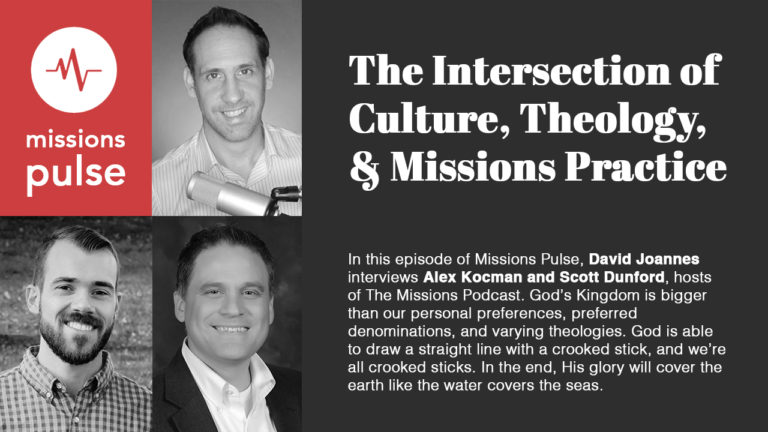 missions
pulse
The Intersection of
Culture, Theology,
& Missions Practice
In this episode of Missions Pulse, David Joannes
interviews Alex Kocman and Scott Dunford, hosts
of The Missions Podcast. God's Kingdom is bigger
than our personal preferences, preferred
denominations, and varying theologies. God is able
to draw a straight line with a crooked stick, and we're
all crooked sticks. In the end, His glory will cover the
earth like the water covers the seas.